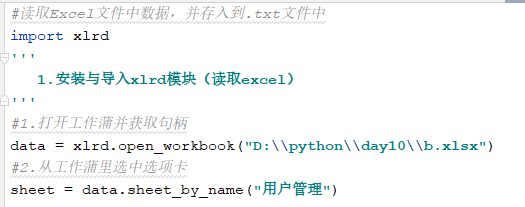 #读取Excel文件中数据，并存入到.txt文件中
import xlrd
'''
1.安装与导入xlrd模块（读取excel）
'''
#1.打开工作蒲并获取句柄
data = xlrd.open_workbook("D:\\python\\day10\\b.xlsx")
#2.从工作蒲里选中选项卡
sheet = data.sheet_by_name("用户管理")